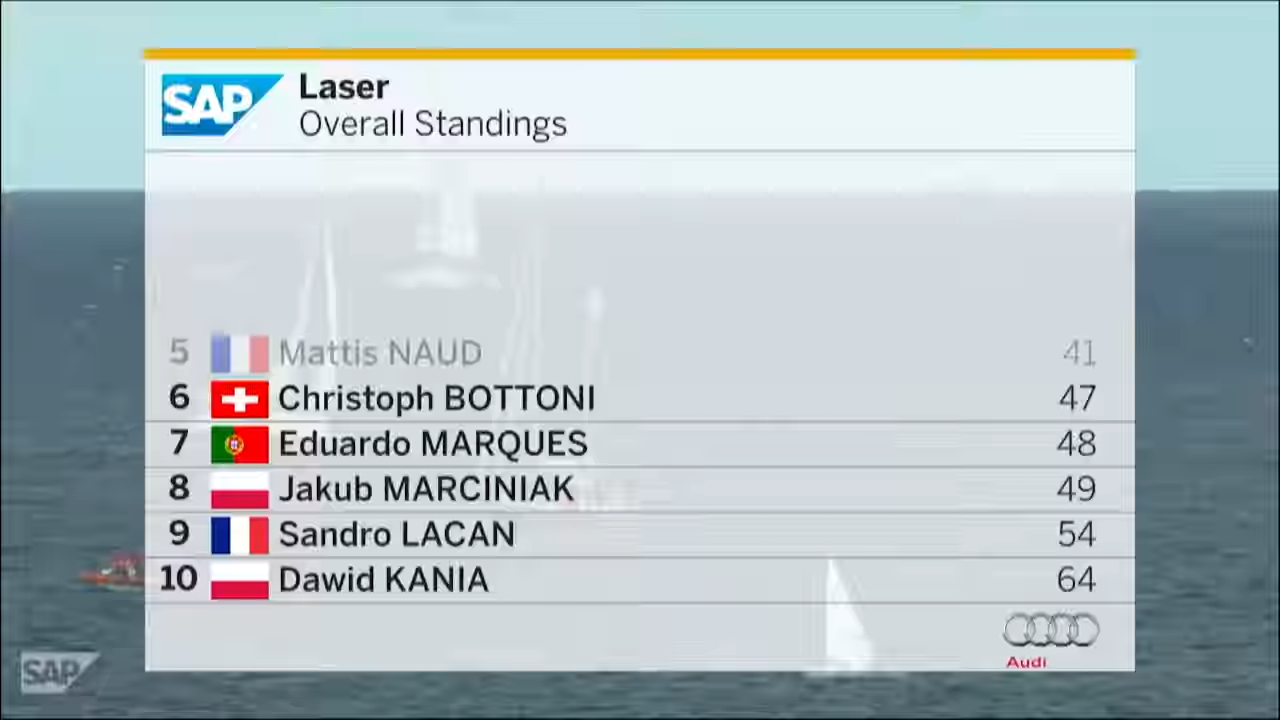 SAP
Laser
Overall Standings
5 Mattis NAUD 41
6 Christoph BOTTONI 47
7 Eduardo MARQUES 48
8 Jakub MARCINIAK 49
9 Sandro LACAN 54
10 Dawid KANIA 64
Audi
SAP